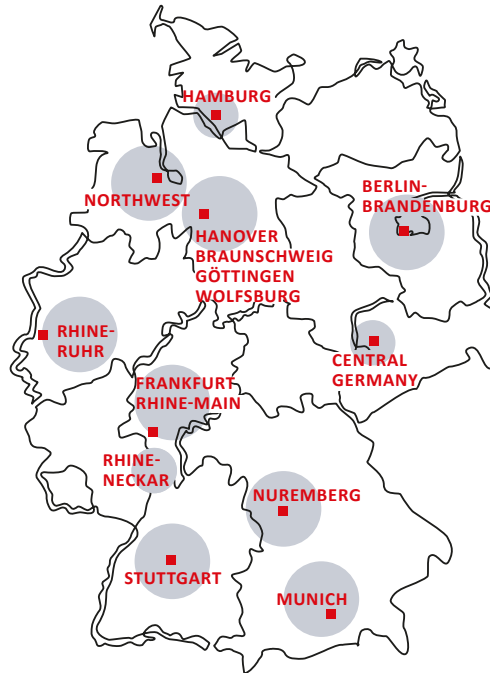 HAMBURG
NORTHWEST
BERLIN-
BRANDENBURG
HANOVER
BRAUNSCHWEIG
GÖTTINGEN
WOLFSBURG
RHINE-
RUHR
CENTRAL
GERMANY
FRANKFURT
RHINE-MAIN
RHINE-
NECKAR
NUREMBERG
STUTTGART
MUNICH